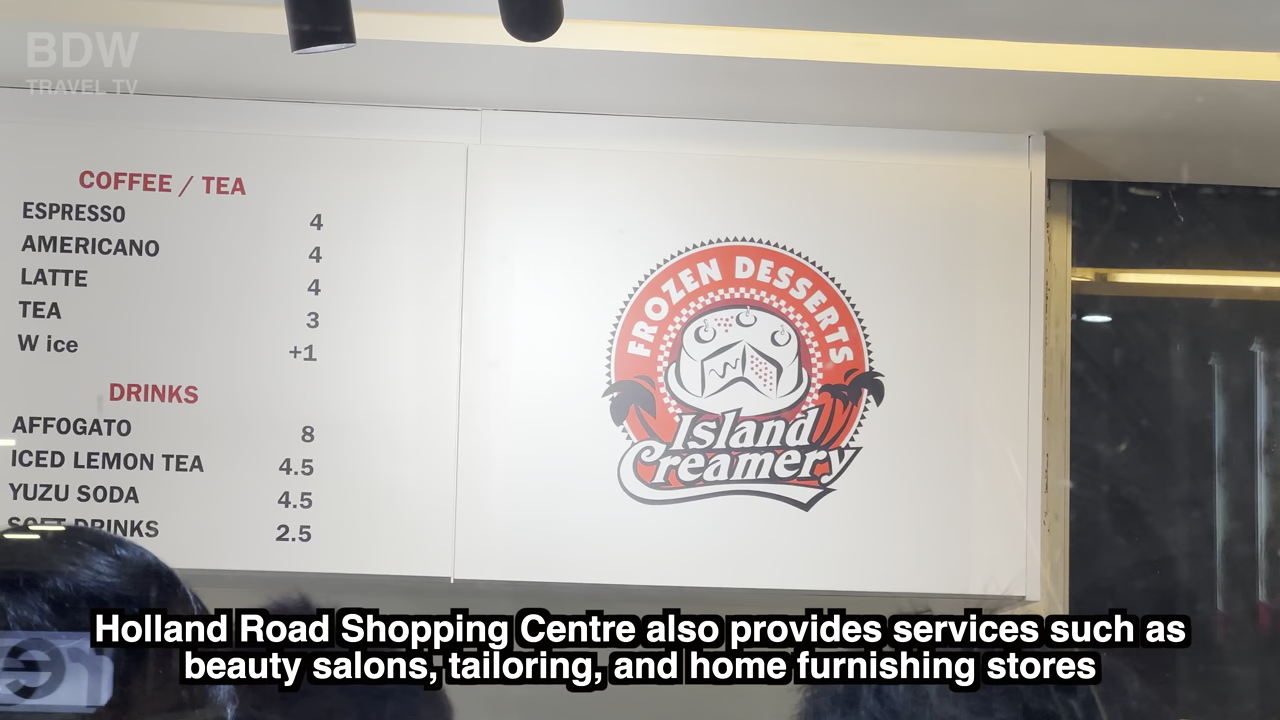 BDW
TRAVEL TV
COFFEE / TEA
ESPRESSO 4
AMERICANO 4
LATTE 4
TEA 3
W ice +1
DRINKS
AFFOGATO 8
ICED LEMON TEA 4.5
YUZU SODA 4.5
SOFT DRINKS 2.5
FROZEN DESSERTS
Island
Creamery
Holland Road Shopping Centre also provides services such as
beauty salons, tailoring, and home furnishing stores